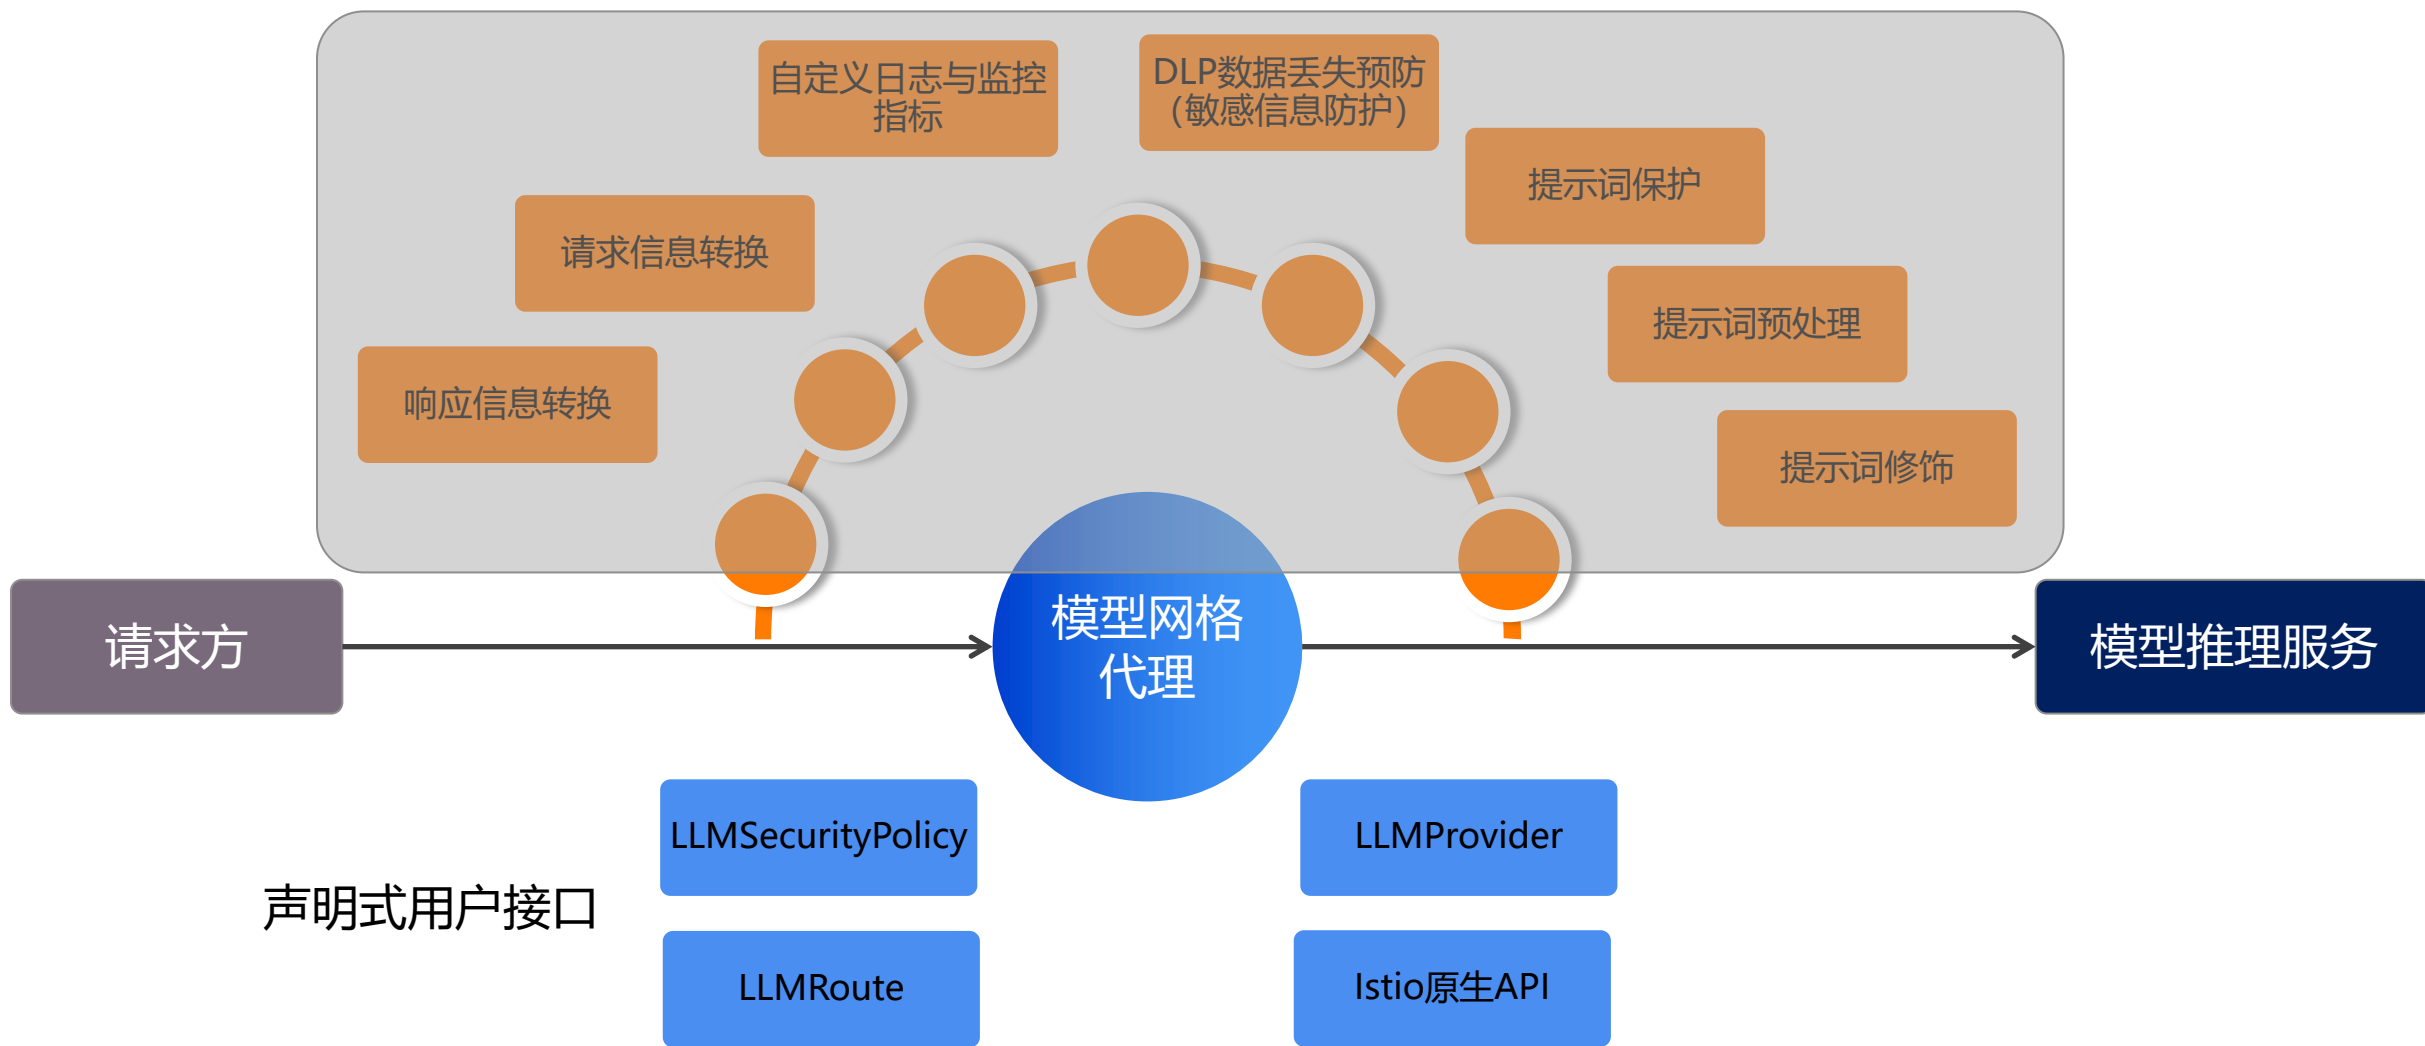 自定义日志与监控
指标
DLP数据丢失预防
（敏感信息防护）
提示词保护
请求信息转换
提示词预处理
响应信息转换
提示词修饰
请求方
模型网格
代理
模型推理服务
LLMSecurityPolicy
LLMProvider
声明式用户接口
LLMRoute
Istio原生API